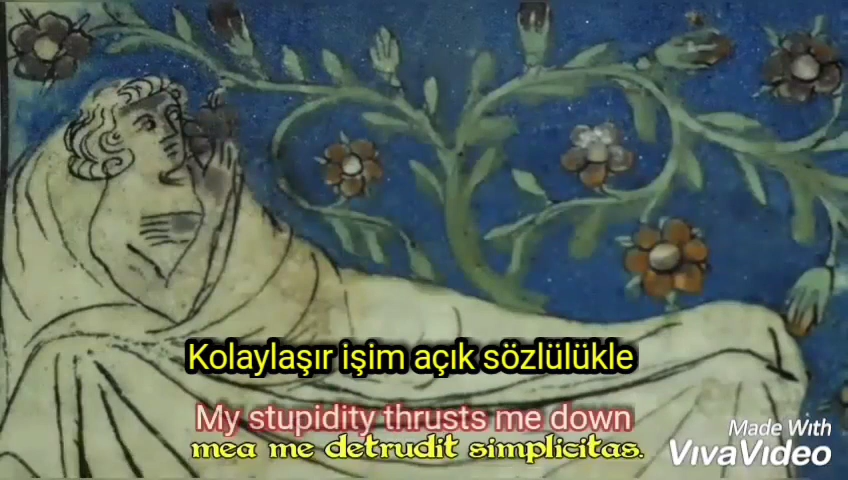 Kolaylaşır işim açık sözlülükle
My stupidity thrusts me down
mea me detrudit simplicitas.
Made With
VivaVideo